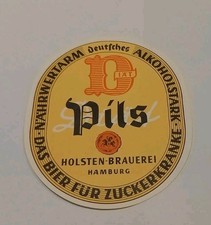 NÄHRWERTARM deutsches ALKOHOLSTARK
DIÄT
Pils
HOLSTEN-BRAUEREI
HAMBURG
·DAS BIER FÜR ZUCKERKRANKE·